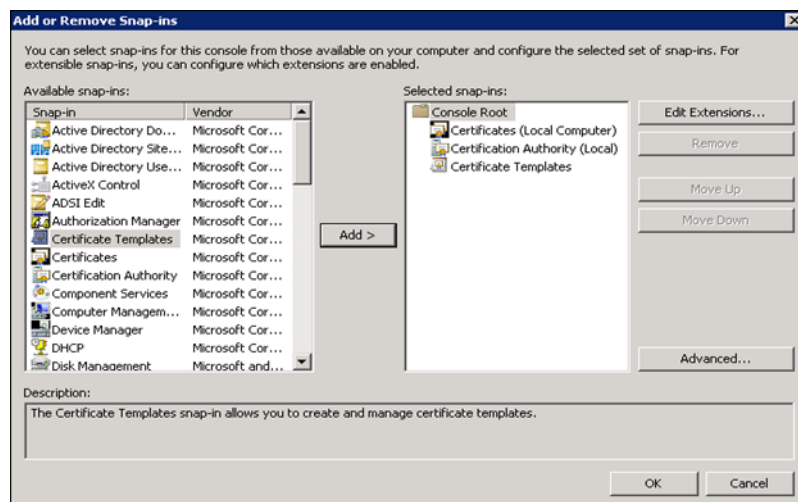 Add or Remove Snap-ins
You can select snap-ins for this console from those available on your computer and configure the selected set of snap-ins. For
extensible snap-ins, you can configure which extensions are enabled.
Available snap-ins:
Snap-in Vendor
Active Directory Do... Microsoft Cor...
Active Directory Site... Microsoft Cor...
Active Directory Use... Microsoft Cor...
ActiveX Control Microsoft Cor...
ADSI Edit Microsoft Cor...
Authorization Manager Microsoft Cor...
Certificate Templates Microsoft Cor...
Certificates Microsoft Cor...
Certification Authority Microsoft Cor...
Component Services Microsoft Cor...
Computer Managem... Microsoft Cor...
Device Manager Microsoft Cor...
DHCP Microsoft Cor...
Disk Management Microsoft and...
Add >
Selected snap-ins:
Console Root
Certificates (Local Computer)
Certification Authority (Local)
Certificate Templates
Edit Extensions...
Remove
Move Up
Move Down
Advanced...
Description:
The Certificate Templates snap-in allows you to create and manage certificate templates.
OK
Cancel